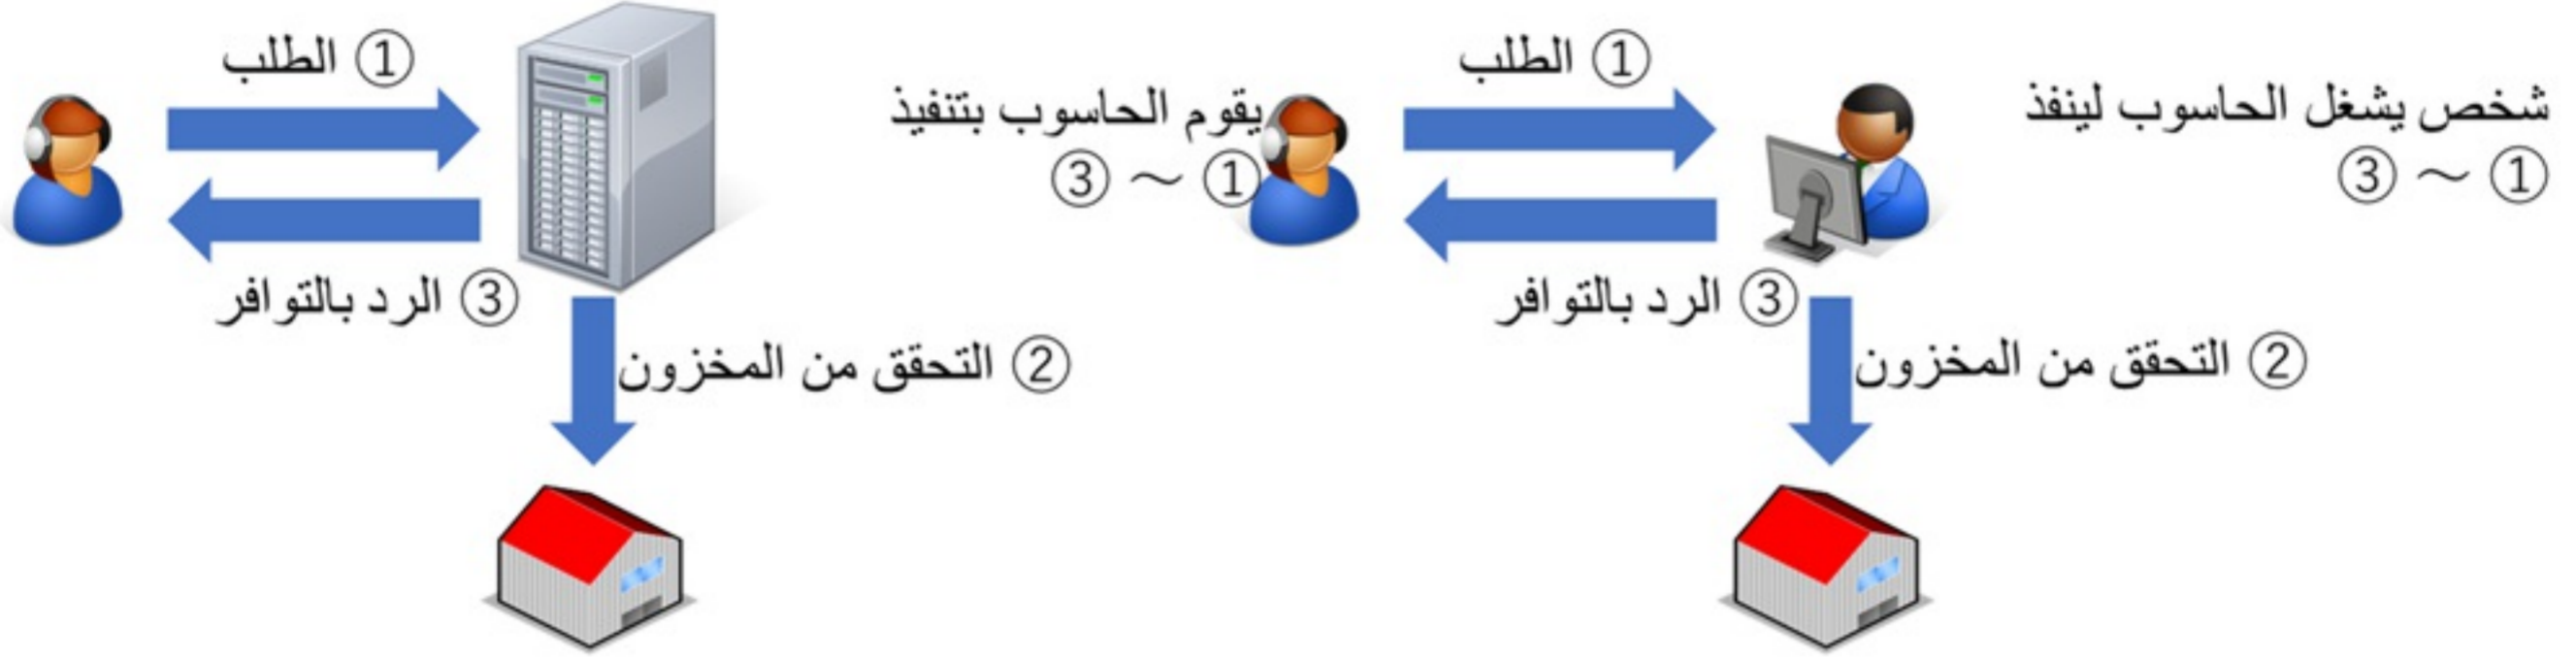 ① الطلب
يقوم الحاسوب بتنفيذ
① ～ ③
③ الرد بالتوافر
② التحقق من المخزون
① الطلب
شخص يشغل الحاسوب لينفذ
① ～ ③
③ الرد بالتوافر
② التحقق من المخزون